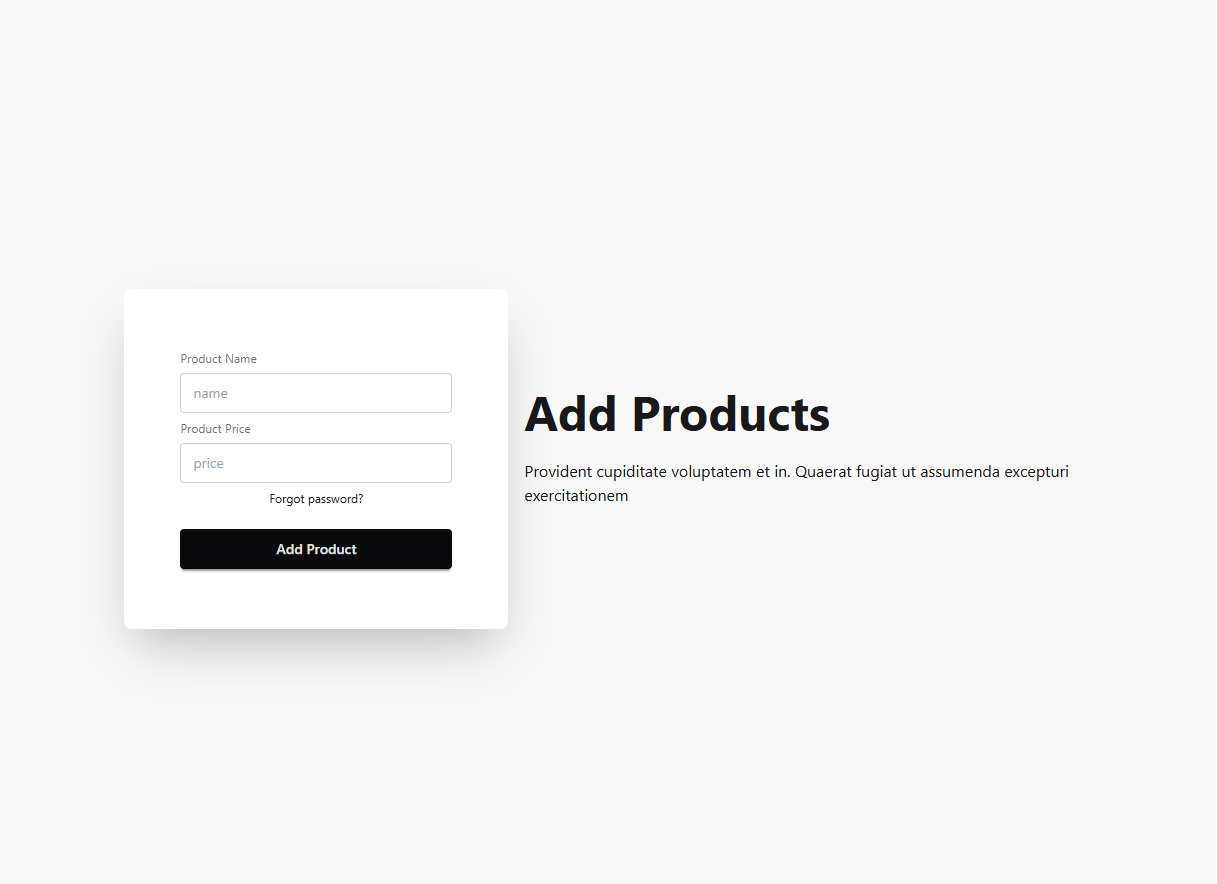 Product Name
name
Product Price
price
Forgot password?
Add Product
Add Products
Provident cupiditate voluptatem et in. Quaerat fugiat ut assumenda excepturi
exercitationem